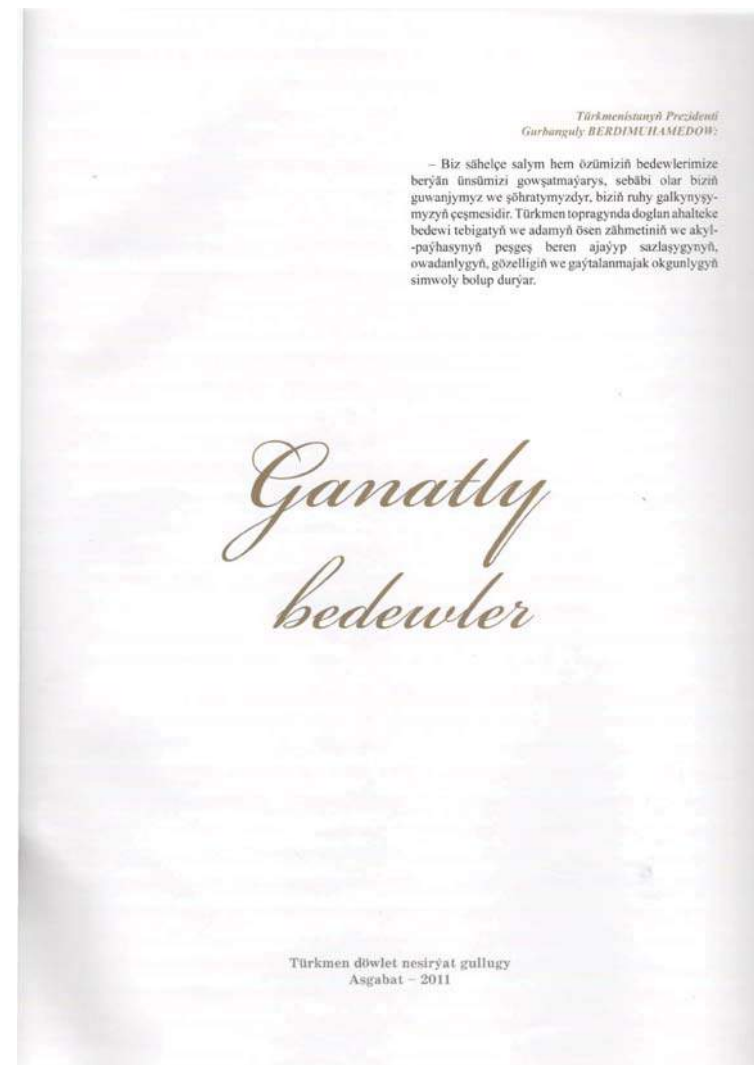 Türkmenistanyň Prezidenti
Gurbanguly BERDIMUHAMEDOW:
– Biz sähelçe salym hem özümiziň bedewlerimize
berýän ünsümizi gowşatmaýarys, sebäbi olar biziň
guwanjymyz we şöhratymyzdyr, biziň ruhy galkynyşy-
myzyň çeşmesidir. Türkmen topragynda doglan ahalteke
bedewi tebigatyň we adamyň ösen zähmetiniň we akyl-
-paýhasynyň peşgeş beren ajaýyp sazlaşygynyň,
owadanlygyň, gözelligiň we gaýtalanmajak okgunlygyň
simwoly bolup durýar.
Ganatly
bedewler
Türkmen döwlet neşirýat gullugy
Aşgabat – 2011